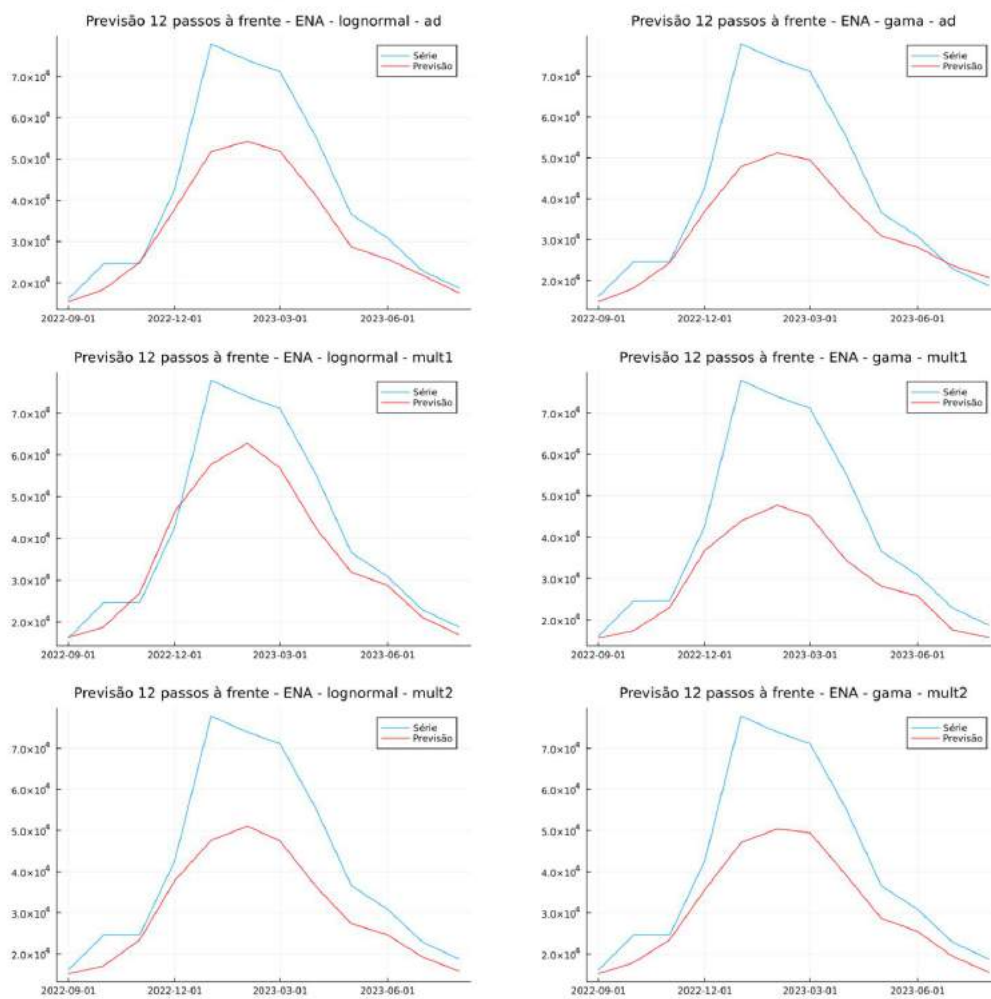 Previsão 12 passos à frente - ENA - lognormal - ad
Série
Previsão
7.0×10⁴
6.0×10⁴
5.0×10⁴
4.0×10⁴
3.0×10⁴
2.0×10⁴
2022-09-01 2022-12-01 2023-03-01 2023-06-01
Previsão 12 passos à frente - ENA - gama - ad
Série
Previsão
7.0×10⁴
6.0×10⁴
5.0×10⁴
4.0×10⁴
3.0×10⁴
2.0×10⁴
2022-09-01 2022-12-01 2023-03-01 2023-06-01
Previsão 12 passos à frente - ENA - lognormal - mult1
Série
Previsão
7.0×10⁴
6.0×10⁴
5.0×10⁴
4.0×10⁴
3.0×10⁴
2.0×10⁴
2022-09-01 2022-12-01 2023-03-01 2023-06-01
Previsão 12 passos à frente - ENA - gama - mult1
Série
Previsão
7.0×10⁴
6.0×10⁴
5.0×10⁴
4.0×10⁴
3.0×10⁴
2.0×10⁴
2022-09-01 2022-12-01 2023-03-01 2023-06-01
Previsão 12 passos à frente - ENA - lognormal - mult2
Série
Previsão
7.0×10⁴
6.0×10⁴
5.0×10⁴
4.0×10⁴
3.0×10⁴
2.0×10⁴
2022-09-01 2022-12-01 2023-03-01 2023-06-01
Previsão 12 passos à frente - ENA - gama - mult2
Série
Previsão
7.0×10⁴
6.0×10⁴
5.0×10⁴
4.0×10⁴
3.0×10⁴
2.0×10⁴
2022-09-01 2022-12-01 2023-03-01 2023-06-01